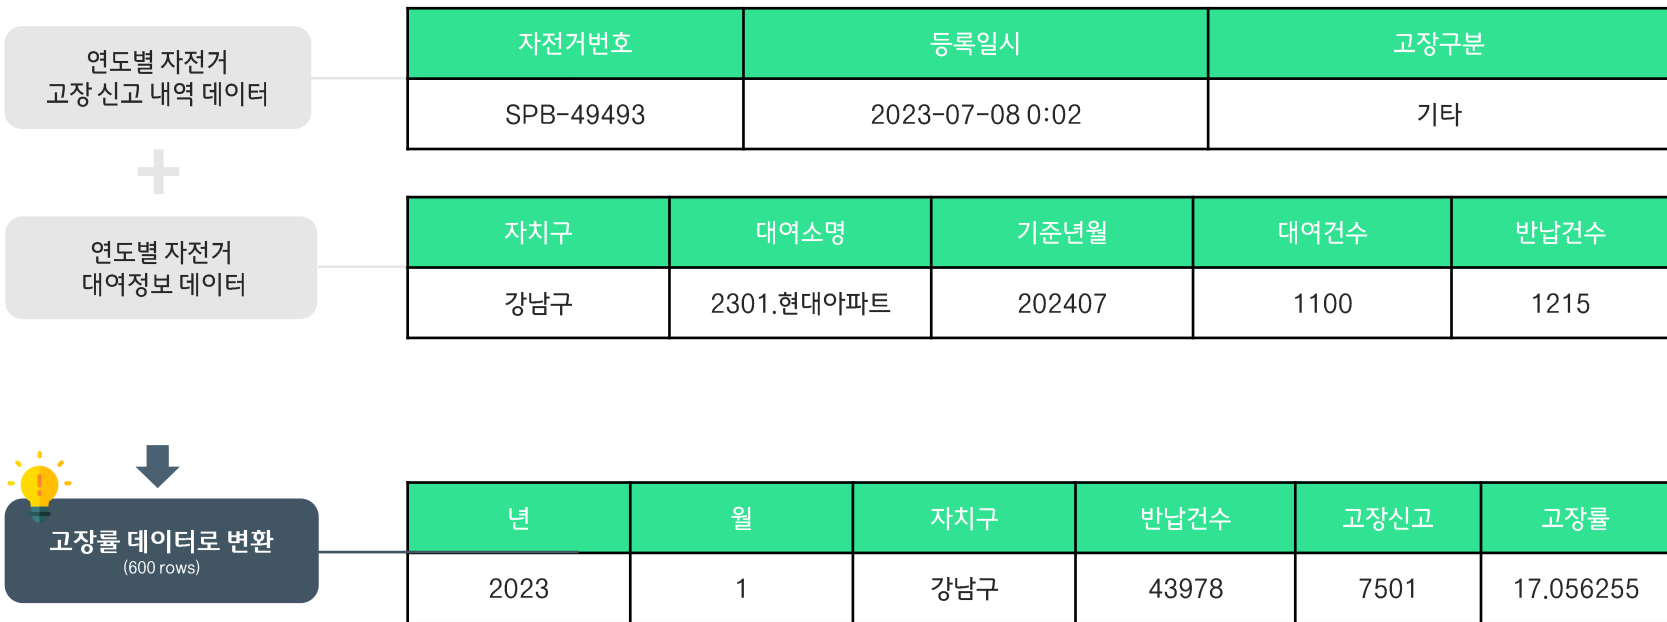 연도별 자전거
고장 신고 내역 데이터
자전거번호 등록일시 고장구분
SPB-49493 2023-07-08 0:02 기타
+
연도별 자전거
대여정보 데이터
자치구 대여소명 기준년월 대여건수 반납건수
강남구 2301.현대아파트 202407 1100 1215
고장률 데이터로 변환
(600 rows)
년 월 자치구 반납건수 고장신고 고장률
2023 1 강남구 43978 7501 17.056255